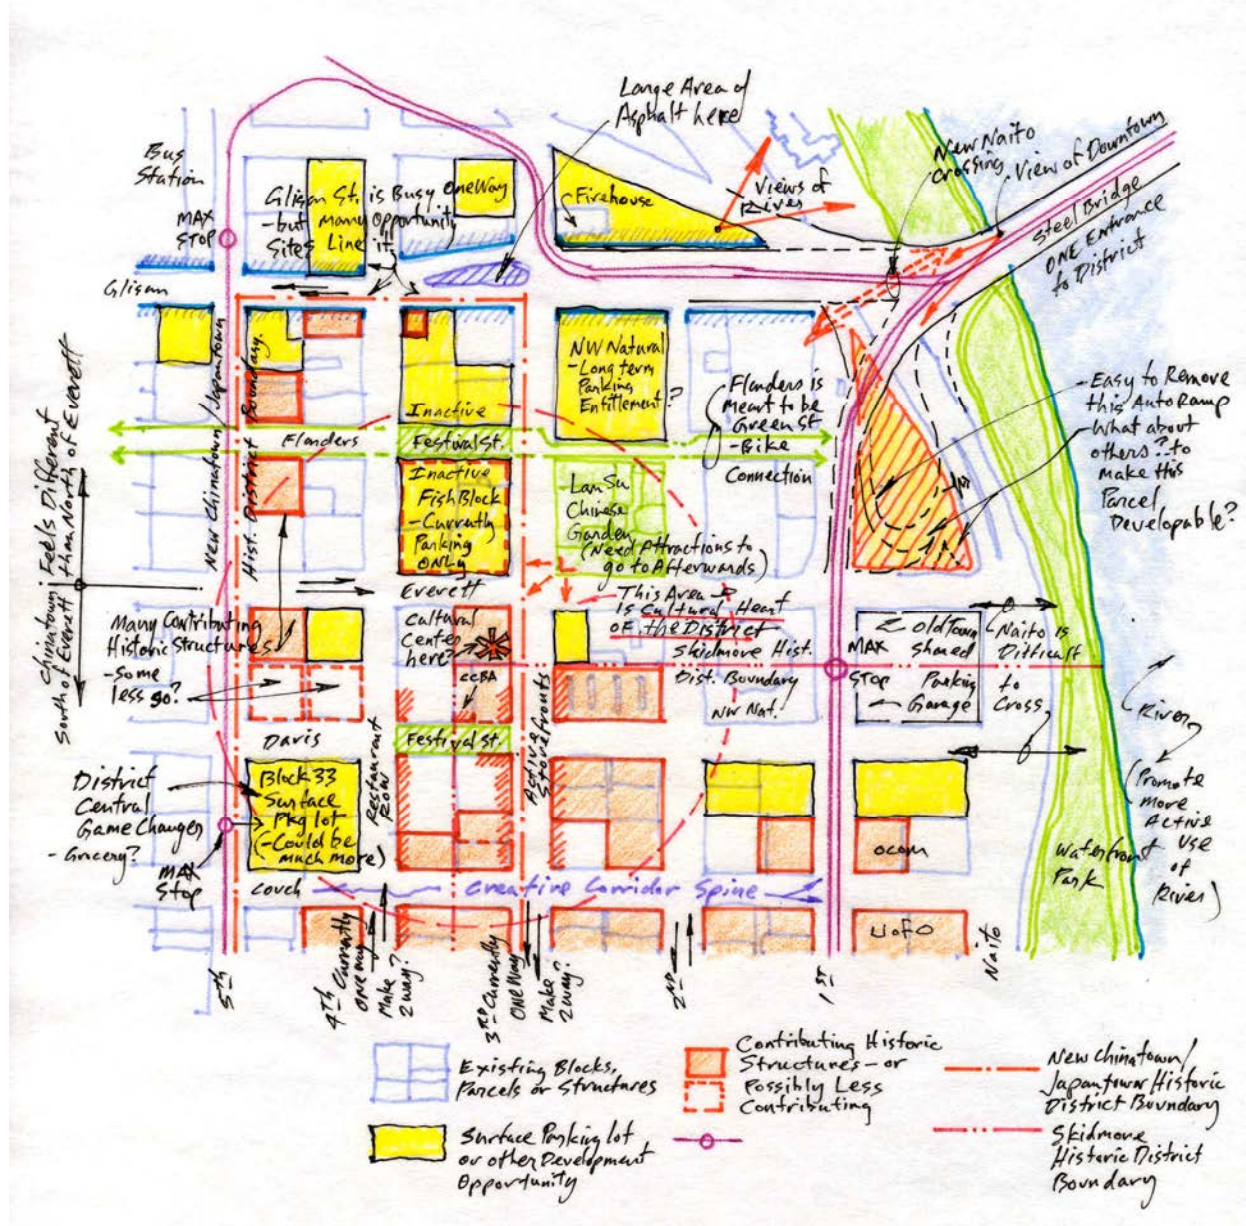 Large Area of
Asphalt here
Bus
Station
MAX
STOP
Glisan St. is Busy. One Way
- but many opportunity
Sites Line it,
Firehouse
Views of
River
New Naito
Crossing
View of Downtown
Steel Bridge
ONE Entrance
to District
Glisan
New Chinatown/Japantown
Hist. District Boundary.
Inactive
NW Natural
- Long term
Parking
Entitlement?
Flanders is
meant to be
Green St
- Bike
Connection
- Easy to Remove
this Auto Ramp
- What about
others? to
make this
Parcel
Developable?
Flanders
Festival St.
Chinatown: Feels Different
South of Everett than North of Everett
Inactive
Fish Block
- Currently
Parking
ONLY
Lan Su
Chinese
Garden
(Need Attractions to
go to Afterwards)
Everett
This Area
Is Cultural Heart
OF the District
Many Contributing
Historic Structures
- some
less so?
Cultural
Center
here?
CCBA
Skidmore Hist.
Dist. Boundary
NW Nat.
MAX
STOP
Old Town
Shared
Parking
Garage
Naito is
Difficult
to
Cross
River
(Promote
more
Active
Use
of
River)
Davis
Festival St.
Restaurant
Row
Active
Storefronts
District
Central
Game Changer
- Grocery?
Block 33
Surface
Pkg lot
(- Could be
much more)
MAX
Stop
OCOM
Waterfront
Park
Couch
Creative Corridor Spine
UofO
5th
4th Currently
one way
Make
2way?
3rd - Currently
ONE Way
Make
2way?
2nd
1st
Naito
Existing Blocks,
Parcels or Structures
Surface Parking lot
or other Development
Opportunity
Contributing Historic
Structures - or
Possibly Less
Contributing
New Chinatown/
Japantown Historic
District Boundary
Skidmore
Historic District
Boundary